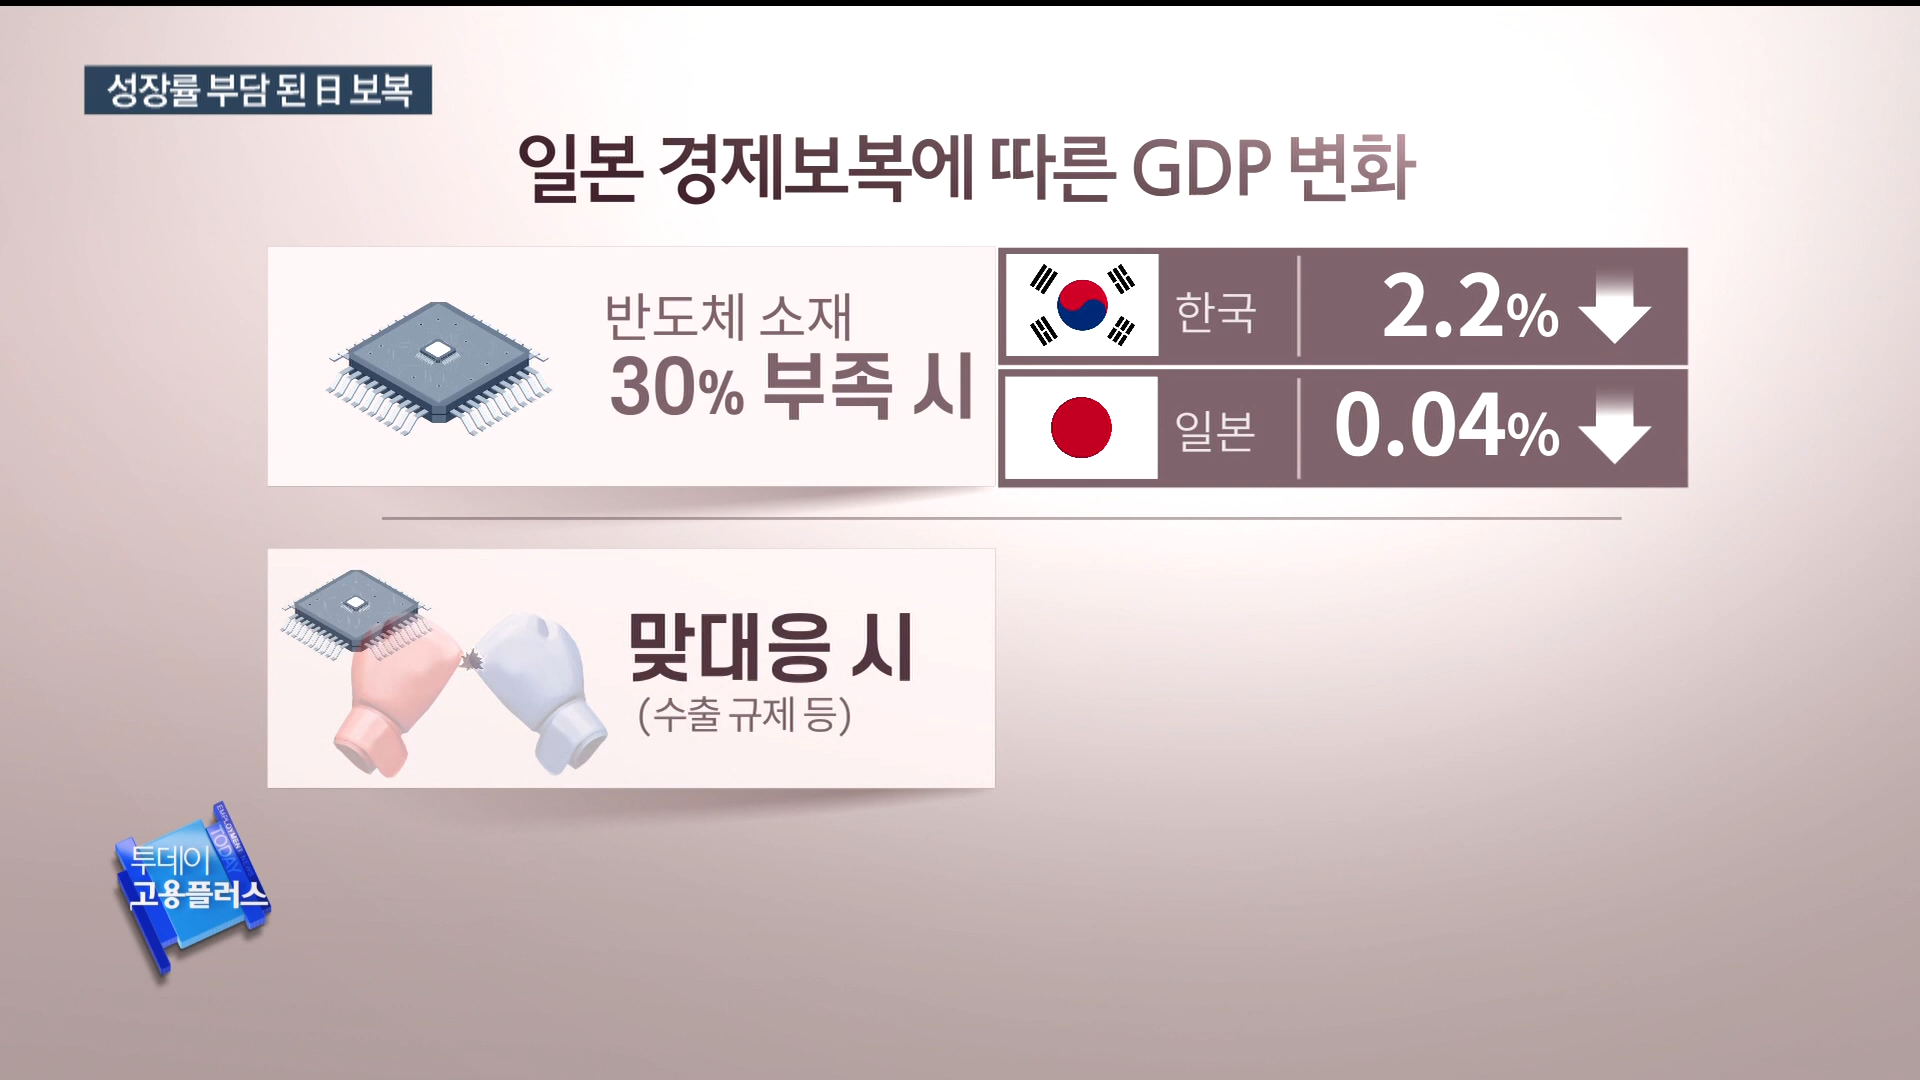 성장률 부담 된 日 보복
일본 경제보복에 따른 GDP 변화
반도체 소재
30% 부족 시
한국 2.2%
일본 0.04%
맞대응 시
(수출 규제 등)
EMPLOYMENT
TODAY
투데이
고용플러스